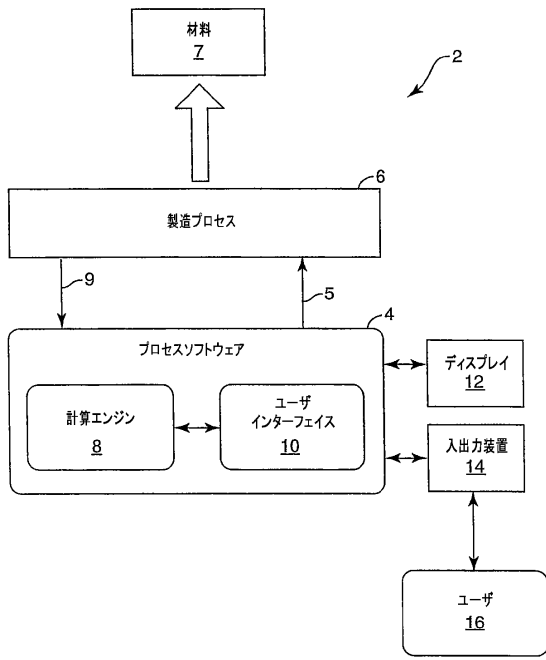 材料
7
2
6
製造プロセス
9
5
4
プロセスソフトウェア
計算エンジン
8
ユーザ
インターフェイス
10
ディスプレイ
12
入出力装置
14
ユーザ
16